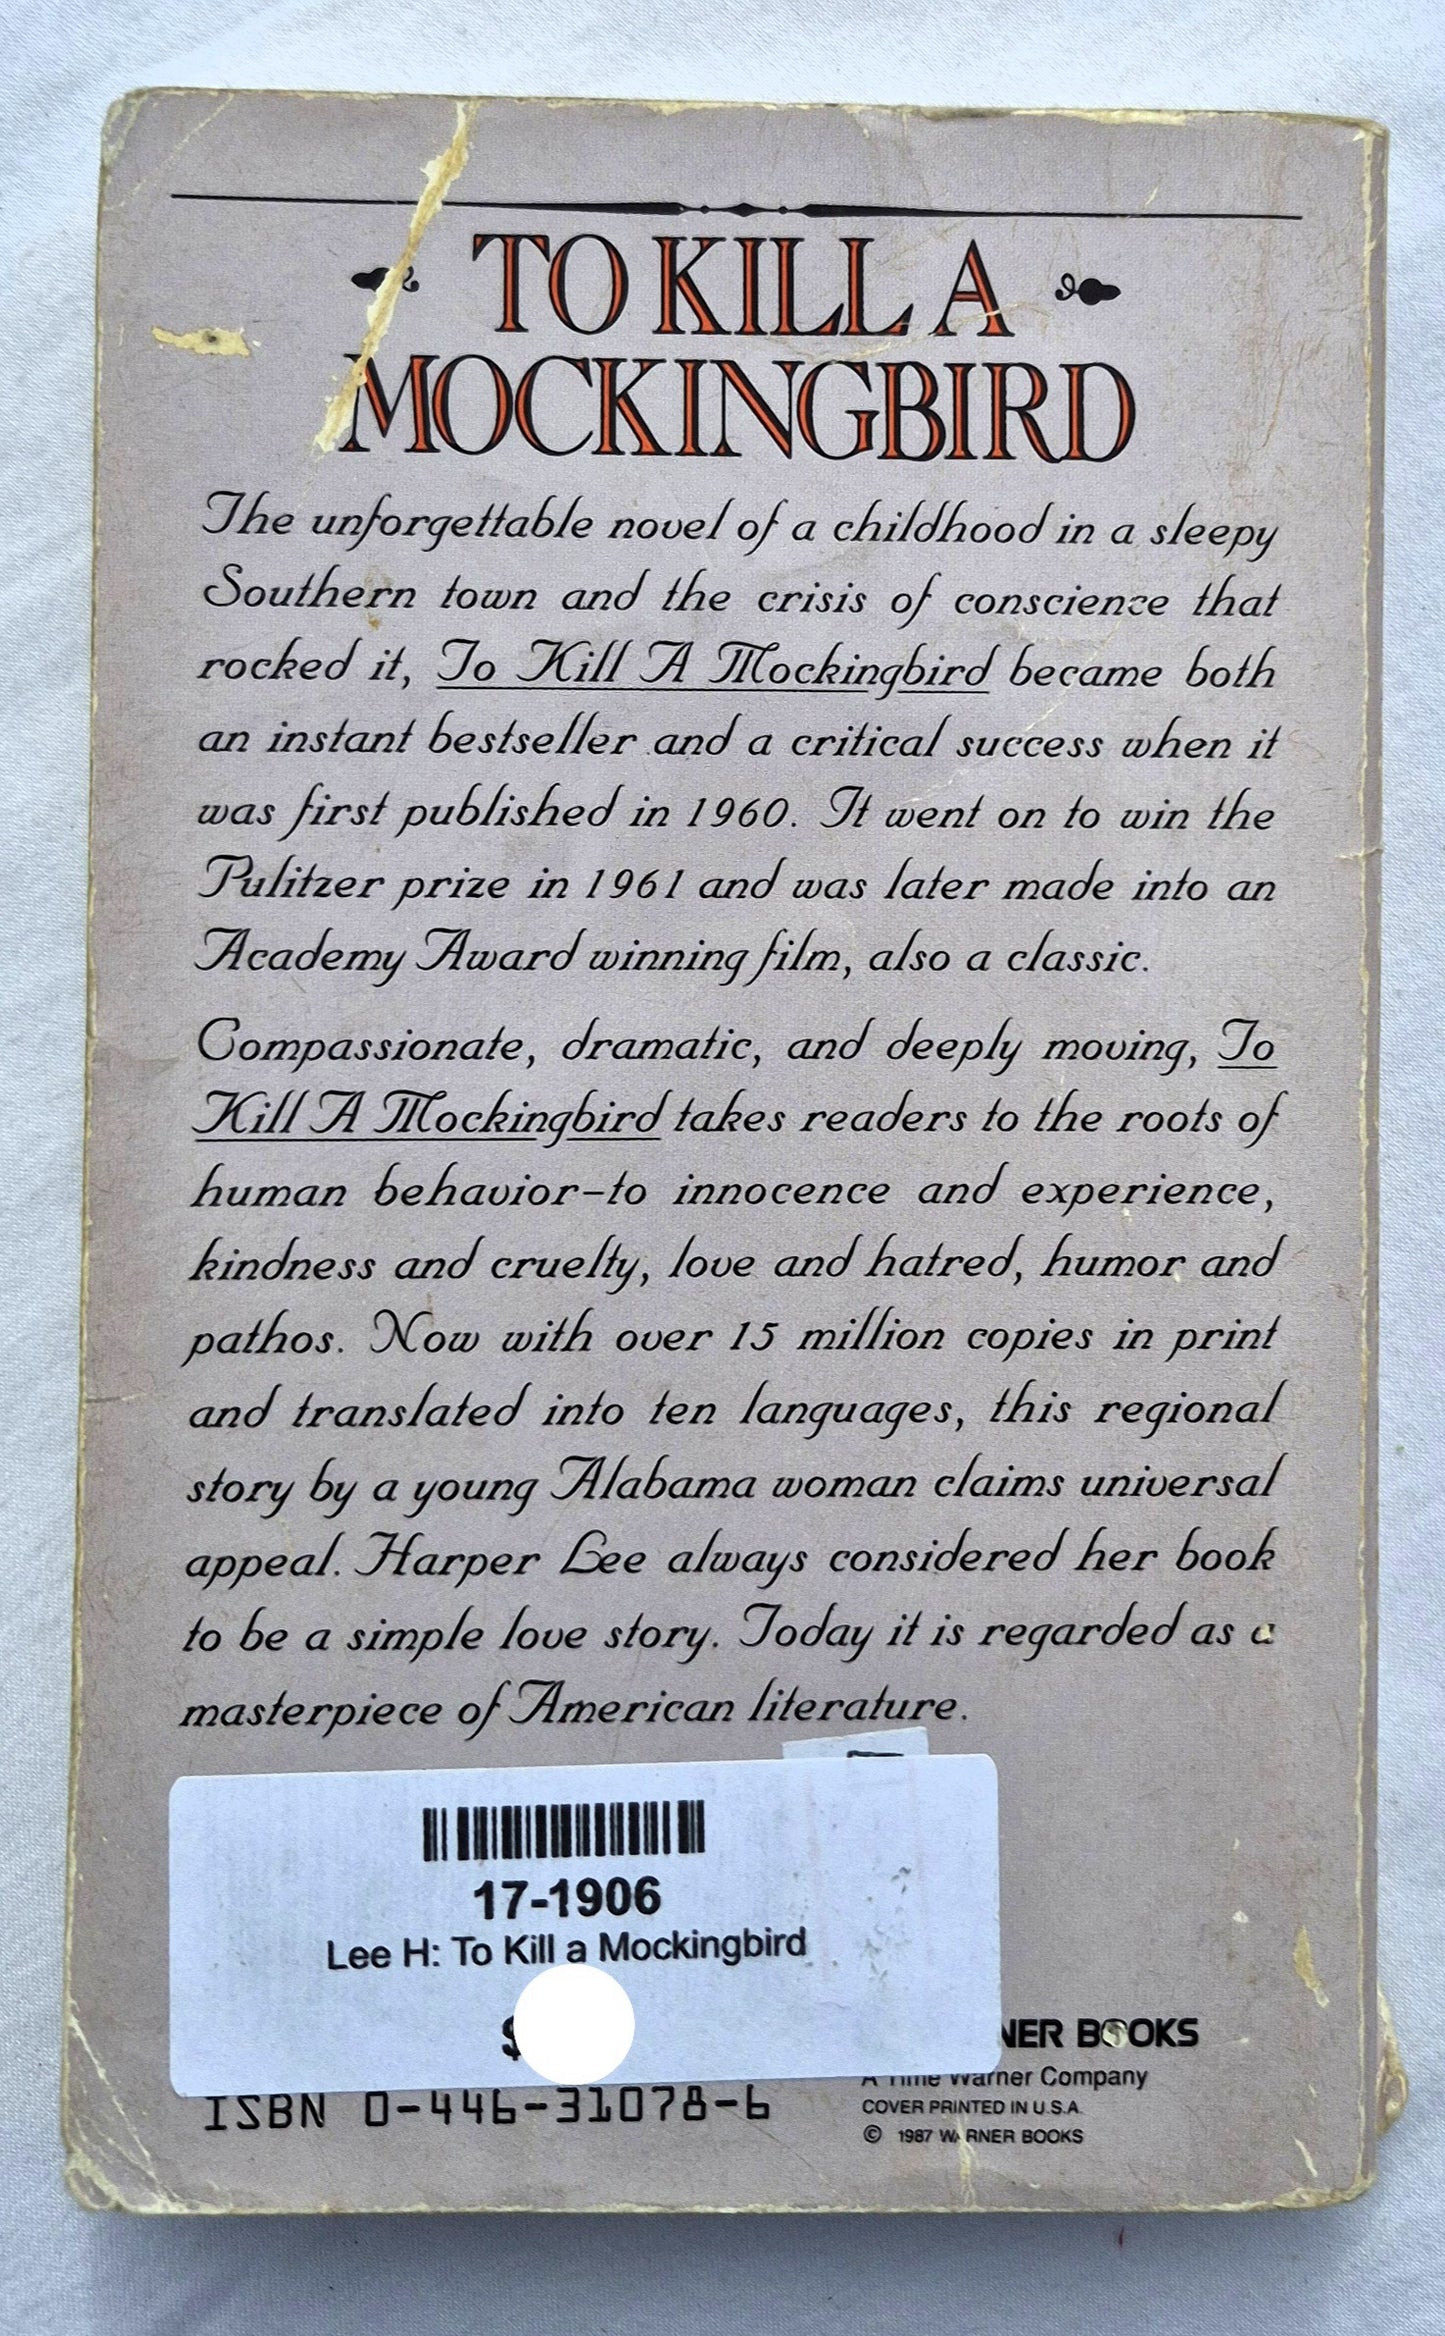 TO KILL A
MOCKINGBIRD
The unforgettable novel of a childhood in a sleepy
Southern town and the crisis of conscience that
rocked it, To Kill A Mockingbird became both
an instant bestseller and a critical success when it
was first published in 1960. It went on to win the
Pulitzer prize in 1961 and was later made into an
Academy Award winning film, also a classic.
Compassionate, dramatic, and deeply moving, To
Kill A Mockingbird takes readers to the roots of
human behavior–to innocence and experience,
kindness and cruelty, love and hatred, humor and
pathos. Now with over 15 million copies in print
and translated into ten languages, this regional
story by a young Alabama woman claims universal
appeal. Harper Lee always considered her book
to be a simple love story. Today it is regarded as a
masterpiece of American literature.
17-1906
Lee H: To Kill a Mockingbird
$
NER BOOKS
A Time Warner Company
ISBN 0-446-31078-6
COVER PRINTED IN U.S.A.
© 1987 WARNER BOOKS